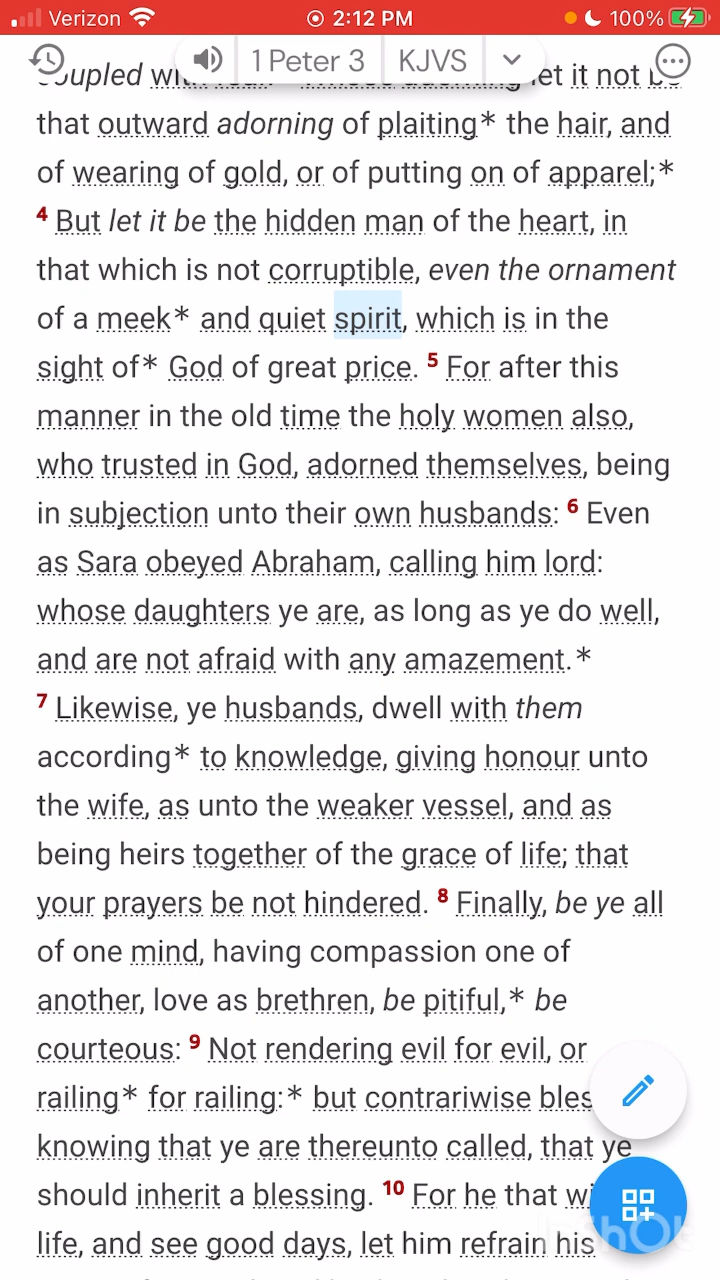 Verizon 2:12 PM 100%
1 Peter 3 KJVS
coupled let it not
that outward adorning of plaiting* the hair, and
of wearing of gold, or of putting on of apparel;*
4 But let it be the hidden man of the heart, in
that which is not corruptible, even the ornament
of a meek* and quiet spirit, which is in the
sight of* God of great price. 5 For after this
manner in the old time the holy women also,
who trusted in God, adorned themselves, being
in subjection unto their own husbands: 6 Even
as Sara obeyed Abraham, calling him lord:
whose daughters ye are, as long as ye do well,
and are not afraid with any amazement.*
7 Likewise, ye husbands, dwell with them
according* to knowledge, giving honour unto
the wife, as unto the weaker vessel, and as
being heirs together of the grace of life; that
your prayers be not hindered. 8 Finally, be ye all
of one mind, having compassion one of
another, love as brethren, be pitiful,* be
courteous: 9 Not rendering evil for evil, or
railing* for railing:* but contrariwise bles
knowing that ye are thereunto called, that ye
should inherit a blessing. 10 For he that wi
life, and see good days, let him refrain his
InShOt